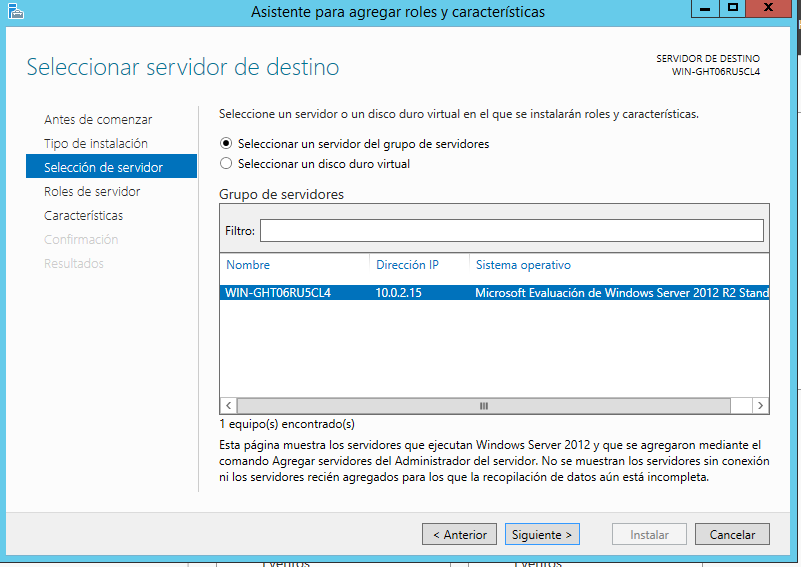 Asistente para agregar roles y características
Seleccionar servidor de destino
SERVIDOR DE DESTINO
WIN-GHT06RU5CL4
Antes de comenzar
Tipo de instalación
Selección de servidor
Roles de servidor
Características
Confirmación
Resultados
Seleccione un servidor o un disco duro virtual en el que se instalarán roles y características.
Seleccionar un servidor del grupo de servidores
Seleccionar un disco duro virtual
Grupo de servidores
Filtro:
Nombre Dirección IP Sistema operativo
WIN-GHT06RU5CL4 10.0.2.15 Microsoft Evaluación de Windows Server 2012 R2 Stand
1 equipo(s) encontrado(s)
Esta página muestra los servidores que ejecutan Windows Server 2012 y que se agregaron mediante el
comando Agregar servidores del Administrador del servidor. No se muestran los servidores sin conexión
ni los servidores recién agregados para los que la recopilación de datos aún está incompleta.
< Anterior Siguiente > Instalar Cancelar